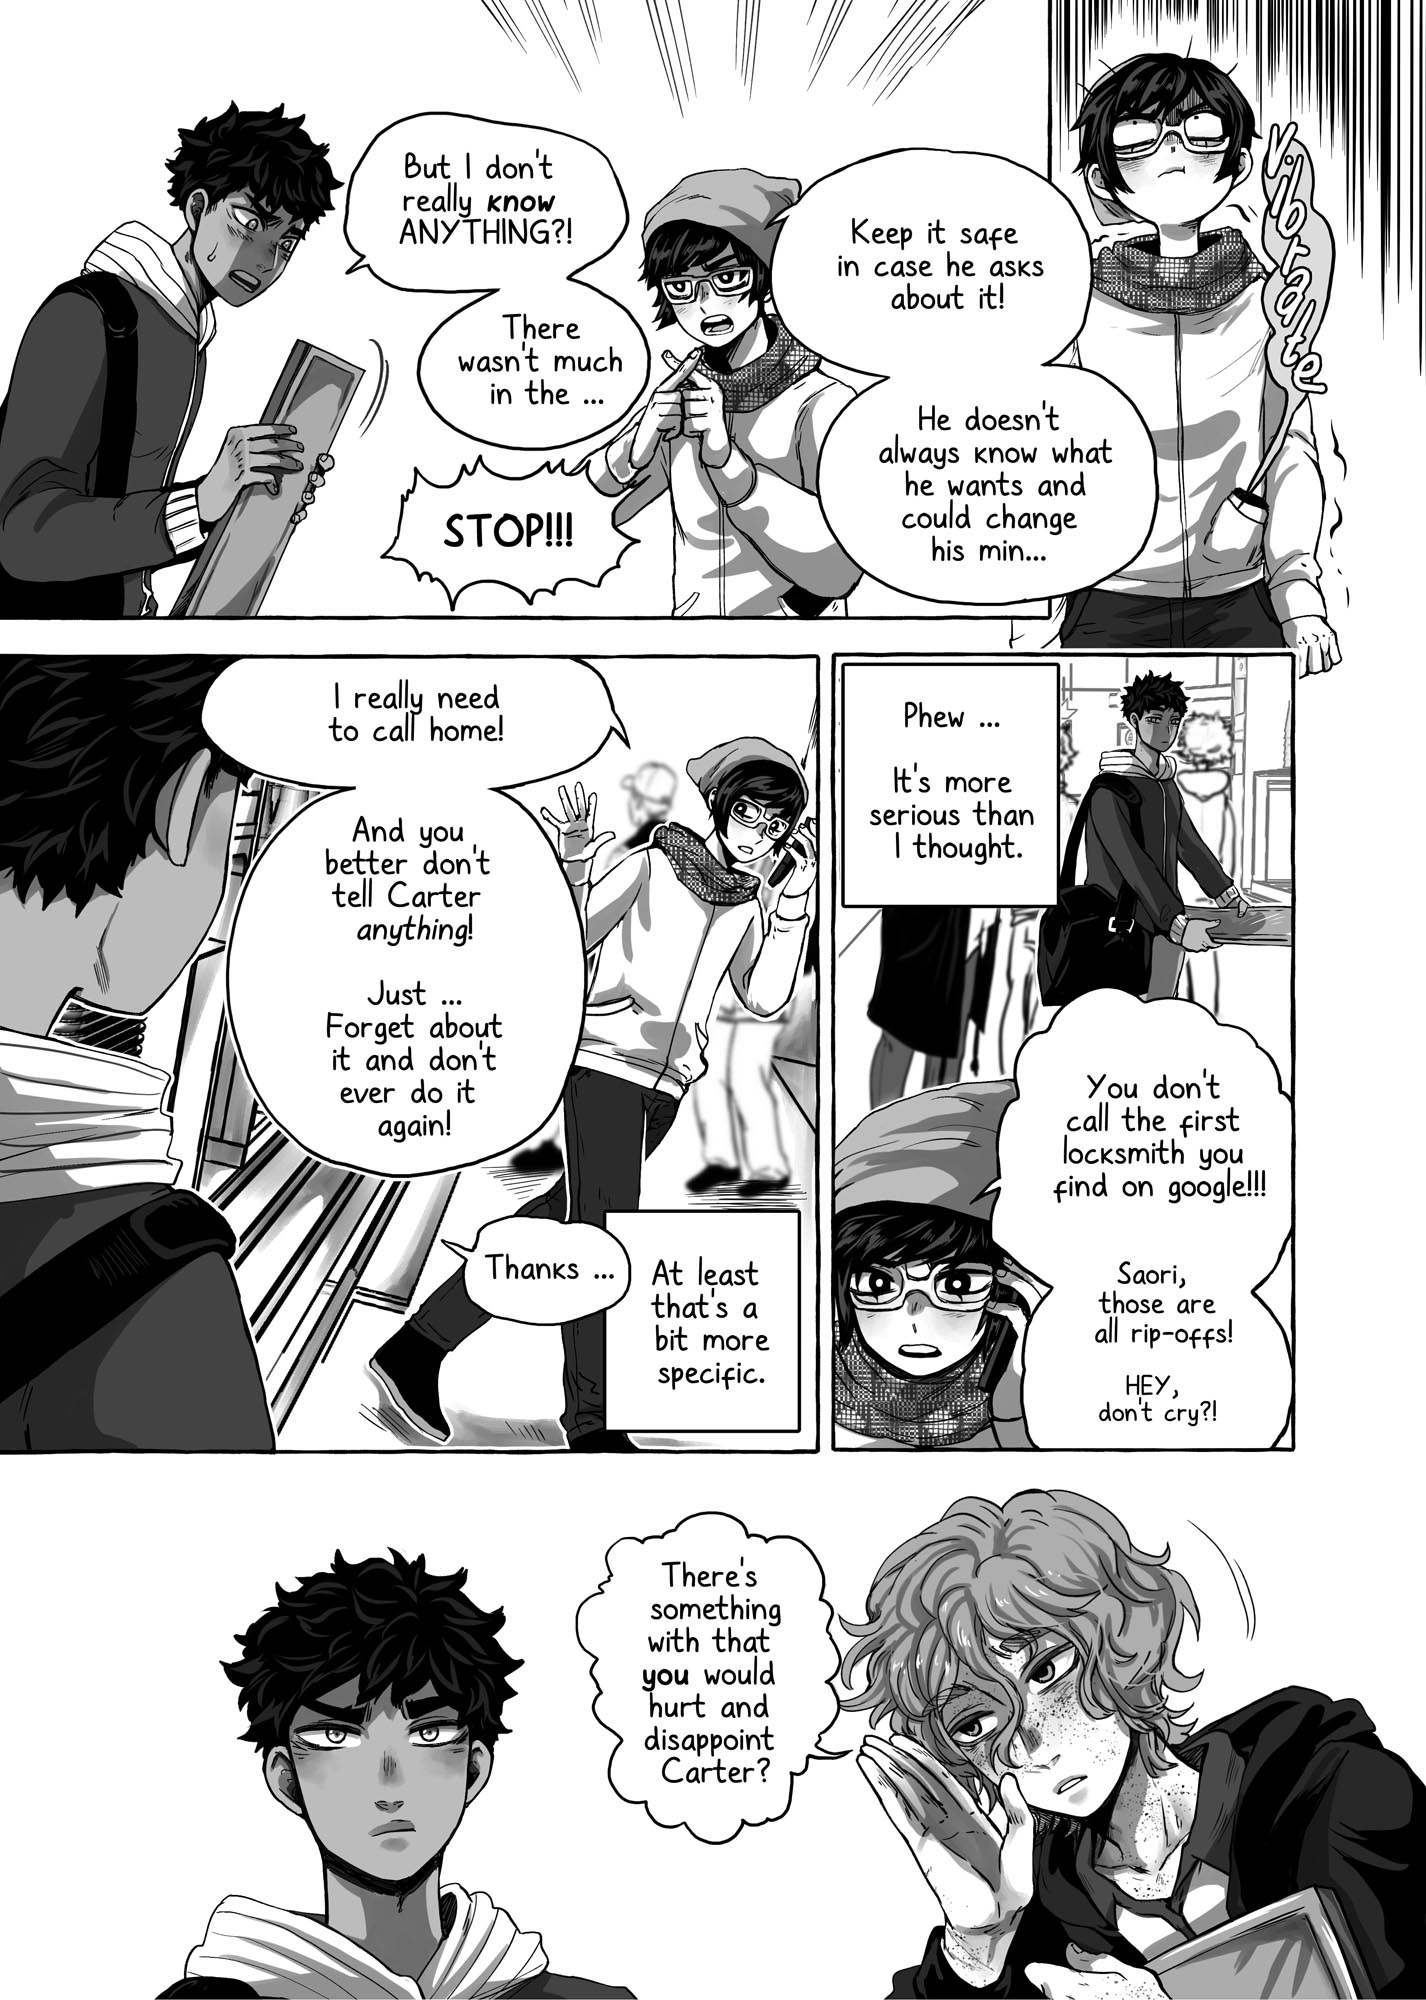 But I don't
really know
ANYTHING?!
There
wasn't much
in the ...
STOP!!!
Keep it safe
in case he asks
about it!
He doesn't
always know what
he wants and
could change
his min...
Vibrate
I really need
to call home!
And you
better don't
tell Carter
anything!
Just ...
Forget about
it and don't
ever do it
again!
Thanks ...
At least
that's a
bit more
specific.
Phew ...
It's more
serious than
I thought.
You don't
call the first
locksmith you
find on google!!!
Saori,
those are
all rip-offs!
HEY,
don't cry?!
There's
something
with that
you would
hurt and
disappoint
Carter?